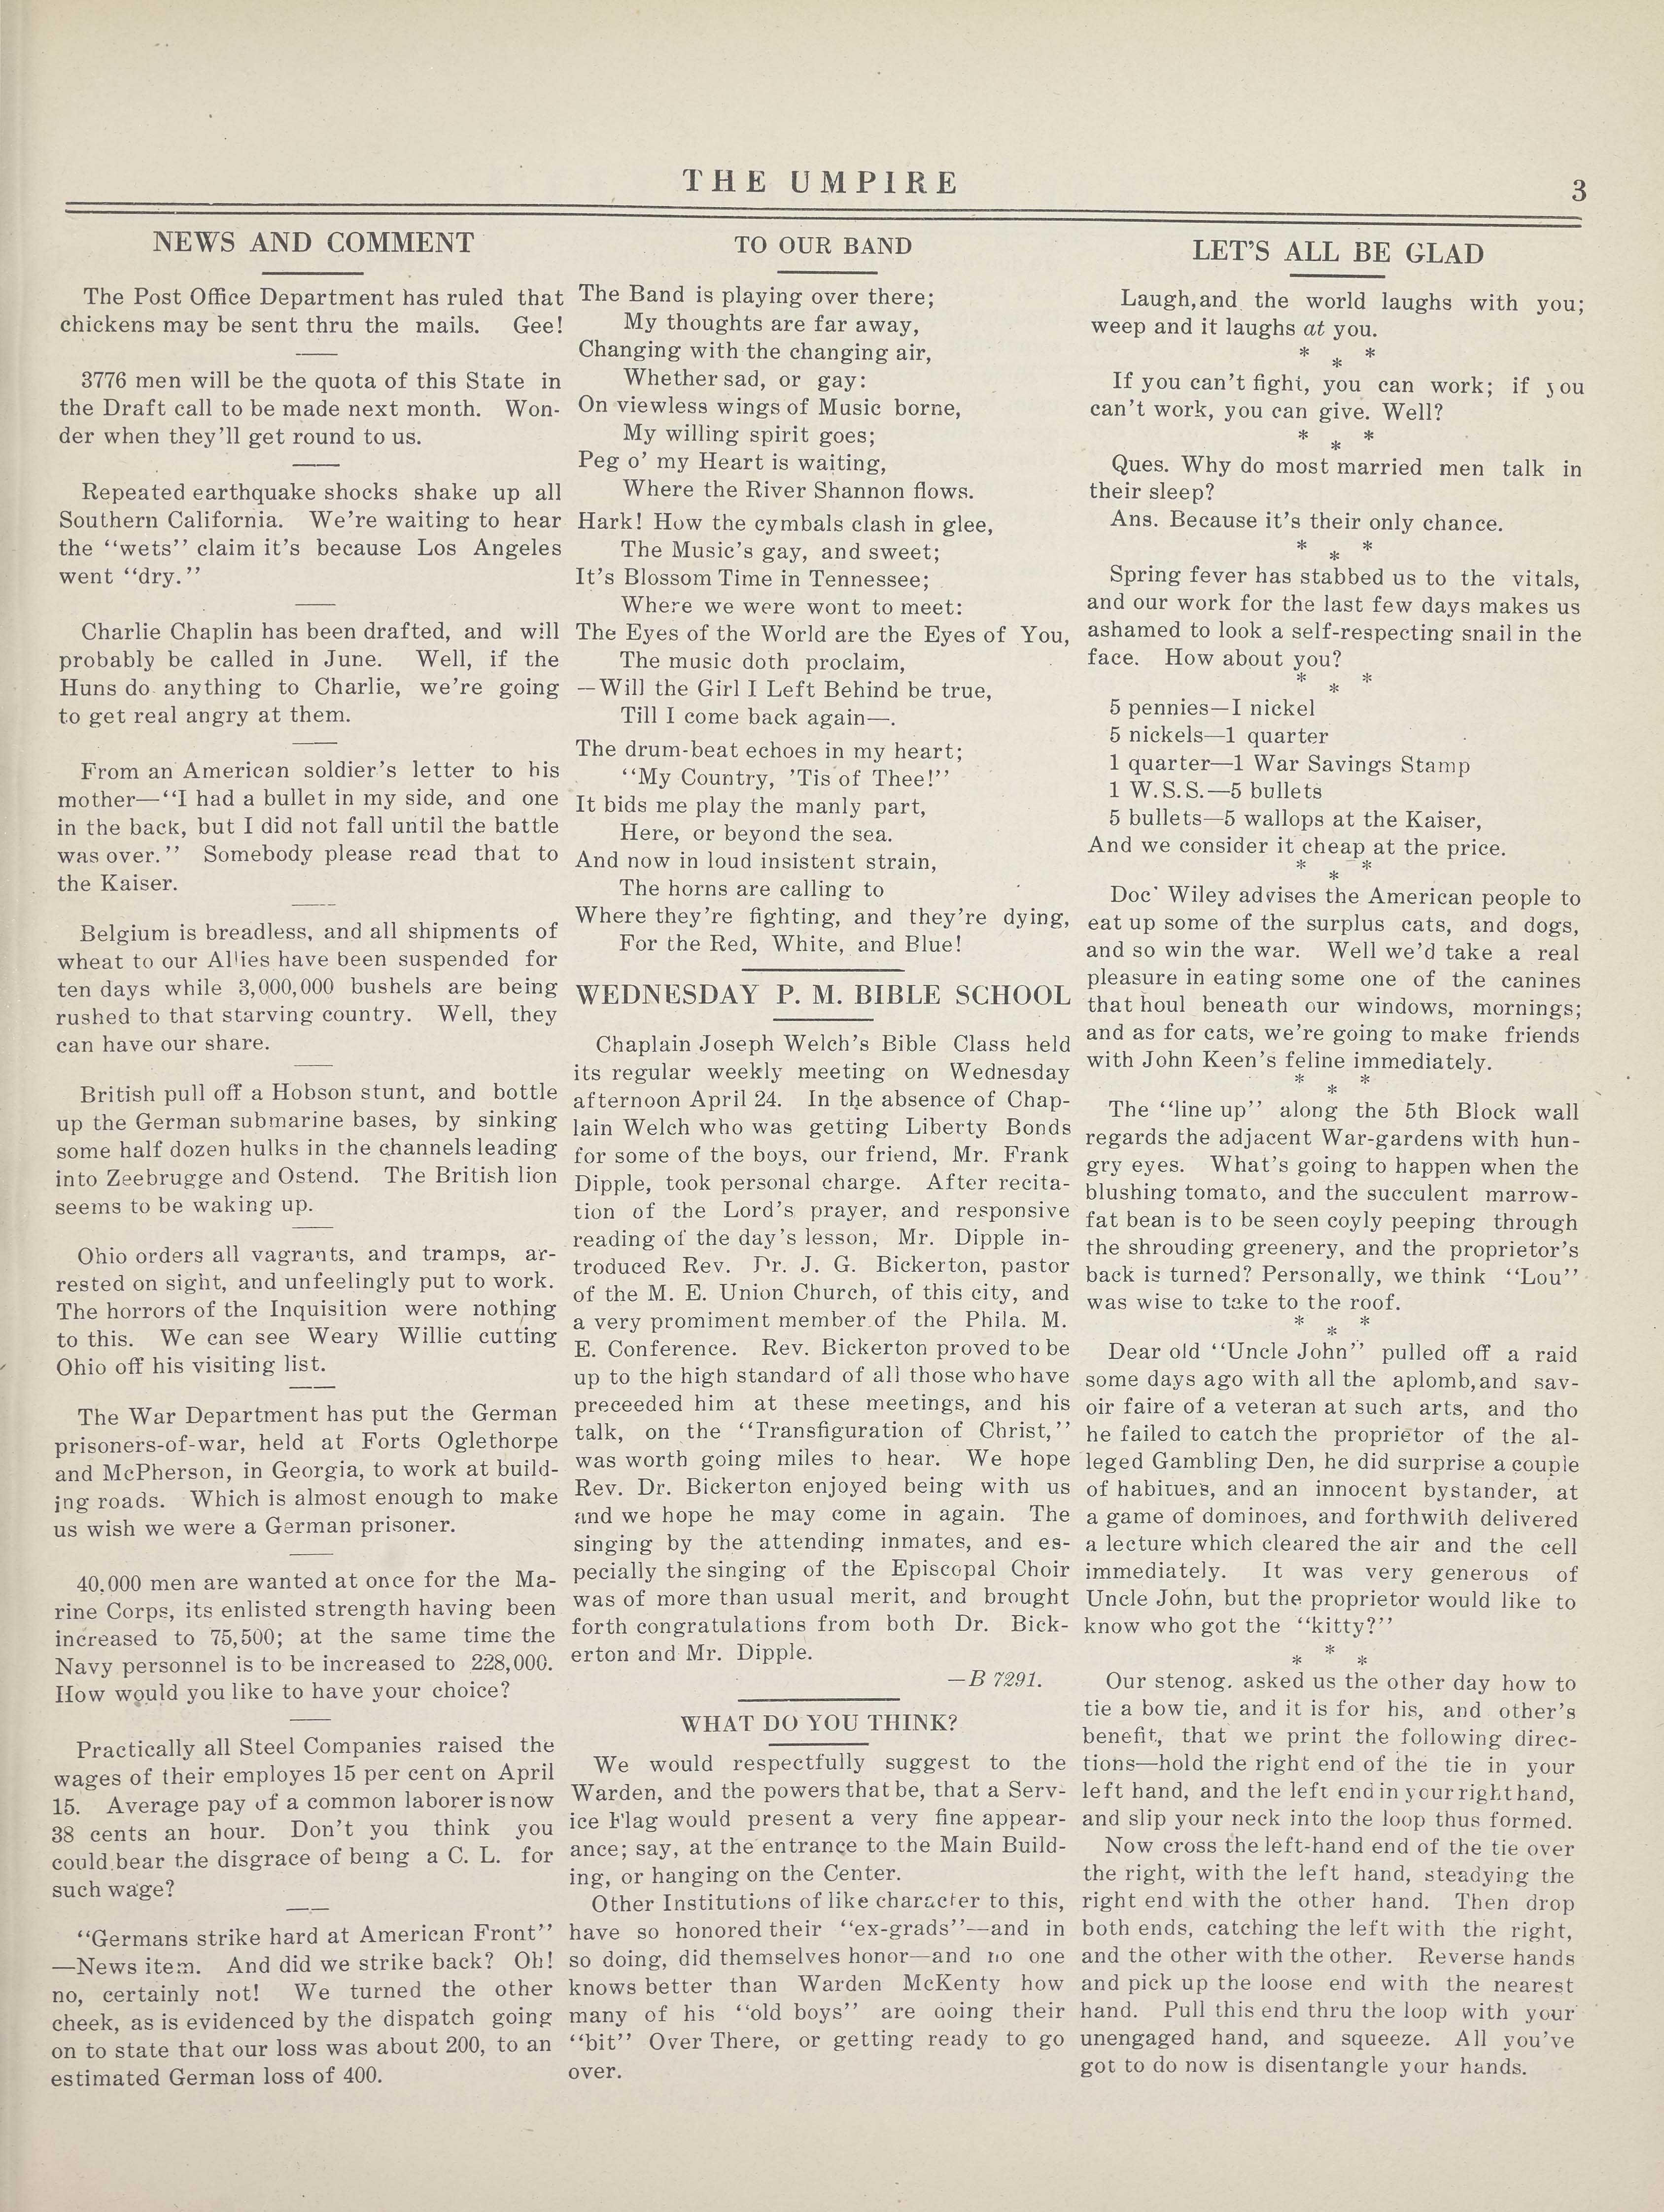 THE UMPIRE
3
NEWS AND COMMENT
The Post Office Department has ruled that
chickens may be sent thru the mails. Gee!
3776 men will be the quota of this State in
the Draft call to be made next month. Won-
der when they'll get round to us.
Repeated earthquake shocks shake up all
Southern California. We're waiting to hear
the "wets" claim it's because Los Angeles
went "dry."
Charlie Chaplin has been drafted, and will
probably be called in June. Well, if the
Huns do anything to Charlie, we're going
to get real angry at them.
From an American soldier's letter to his
mother—"I had a bullet in my side, and one
in the back, but I did not fall until the battle
was over." Somebody please read that to
the Kaiser.
Belgium is breadless, and all shipments of
wheat to our Allies have been suspended for
ten days while 3,000,000 bushels are being
rushed to that starving country. Well, they
can have our share.
British pull off a Hobson stunt, and bottle
up the German submarine bases, by sinking
some half dozen hulks in the channels leading
into Zeebrugge and Ostend. The British lion
seems to be waking up.
Ohio orders all vagrants, and tramps, ar-
rested on sight, and unfeelingly put to work.
The horrors of the Inquisition were nothing
to this. We can see Weary Willie cutting
Ohio off his visiting list.
The War Department has put the German
prisoners-of-war, held at Forts Oglethorpe
and McPherson, in Georgia, to work at build-
ing roads. Which is almost enough to make
us wish we were a German prisoner.
40,000 men are wanted at once for the Ma-
rine Corps, its enlisted strength having been
increased to 75,500; at the same time the
Navy personnel is to be increased to 228,000.
How would you like to have your choice?
Practically all Steel Companies raised the
wages of their employes 15 per cent on April
15. Average pay of a common laborer is now
38 cents an hour. Don't you think you
could bear the disgrace of being a C. L. for
such wage?
"Germans strike hard at American Front"
—News item. And did we strike back? Oh!
no, certainly not! We turned the other
cheek, as is evidenced by the dispatch going
on to state that our loss was about 200, to an
estimated German loss of 400.
TO OUR BAND
The Band is playing over there;
My thoughts are far away,
Changing with the changing air,
Whether sad, or gay:
On viewless wings of Music borne,
My willing spirit goes;
Peg o' my Heart is waiting,
Where the River Shannon flows.
Hark! How the cymbals clash in glee,
The Music's gay, and sweet;
It's Blossom Time in Tennessee;
Where we were wont to meet:
The Eyes of the World are the Eyes of You,
The music doth proclaim,
—Will the Girl I Left Behind be true,
Till I come back again—.
The drum-beat echoes in my heart;
"My Country, 'Tis of Thee!"
It bids me play the manly part,
Here, or beyond the sea.
And now in loud insistent strain,
The horns are calling to
Where they're fighting, and they're dying,
For the Red, White, and Blue!
WEDNESDAY P. M. BIBLE SCHOOL
Chaplain Joseph Welch's Bible Class held
its regular weekly meeting on Wednesday
afternoon April 24. In the absence of Chap-
lain Welch who was getting Liberty Bonds
for some of the boys, our friend, Mr. Frank
Dipple, took personal charge. After recita-
tion of the Lord's prayer, and responsive
reading of the day's lesson, Mr. Dipple in-
troduced Rev. Dr. J. G. Bickerton, pastor
of the M. E. Union Church, of this city, and
a very promiment member of the Phila. M.
E. Conference. Rev. Bickerton proved to be
up to the high standard of all those who have
preceeded him at these meetings, and his
talk, on the "Transfiguration of Christ,"
was worth going miles to hear. We hope
Rev. Dr. Bickerton enjoyed being with us
and we hope he may come in again. The
singing by the attending inmates, and es-
pecially the singing of the Episcopal Choir
was of more than usual merit, and brought
forth congratulations from both Dr. Bick-
erton and Mr. Dipple.
—B 7291.
WHAT DO YOU THINK?
We would respectfully suggest to the
Warden, and the powers that be, that a Serv-
ice Flag would present a very fine appear-
ance; say, at the entrance to the Main Build-
ing, or hanging on the Center.
Other Institutions of like character to this,
have so honored their "ex-grads"—and in
so doing, did themselves honor—and no one
knows better than Warden McKenty how
many of his "old boys" are doing their
"bit" Over There, or getting ready to go
over.
LET'S ALL BE GLAD
Laugh, and the world laughs with you;
weep and it laughs at you.
* * *
If you can't fight, you can work; if you
can't work, you can give. Well?
* * *
Ques. Why do most married men talk in
their sleep?
Ans. Because it's their only chance.
* * *
Spring fever has stabbed us to the vitals,
and our work for the last few days makes us
ashamed to look a self-respecting snail in the
face. How about you?
* * *
5 pennies—I nickel
5 nickels—1 quarter
1 quarter—1 War Savings Stamp
1 W. S. S.—5 bullets
5 bullets—5 wallops at the Kaiser,
And we consider it cheap at the price.
* * *
Doc' Wiley advises the American people to
eat up some of the surplus cats, and dogs,
and so win the war. Well we'd take a real
pleasure in eating some one of the canines
that houl beneath our windows, mornings;
and as for cats, we're going to make friends
with John Keen's feline immediately.
* * *
The "line up" along the 5th Block wall
regards the adjacent War-gardens with hun-
gry eyes. What's going to happen when the
blushing tomato, and the succulent marrow-
fat bean is to be seen coyly peeping through
the shrouding greenery, and the proprietor's
back is turned? Personally, we think "Lou"
was wise to take to the roof.
* * *
Dear old "Uncle John" pulled off a raid
some days ago with all the aplomb, and sav-
oir faire of a veteran at such arts, and tho
he failed to catch the proprietor of the al-
leged Gambling Den, he did surprise a couple
of habitues, and an innocent bystander, at
a game of dominoes, and forthwith delivered
a lecture which cleared the air and the cell
immediately. It was very generous of
Uncle John, but the proprietor would like to
know who got the "kitty?"
* * *
Our stenog. asked us the other day how to
tie a bow tie, and it is for his, and other's
benefit, that we print the following direc-
tions—hold the right end of the tie in your
left hand, and the left end in your right hand,
and slip your neck into the loop thus formed.
Now cross the left-hand end of the tie over
the right, with the left hand, steadying the
right end with the other hand. Then drop
both ends, catching the left with the right,
and the other with the other. Reverse hands
and pick up the loose end with the nearest
hand. Pull this end thru the loop with your
unengaged hand, and squeeze. All you've
got to do now is disentangle your hands.